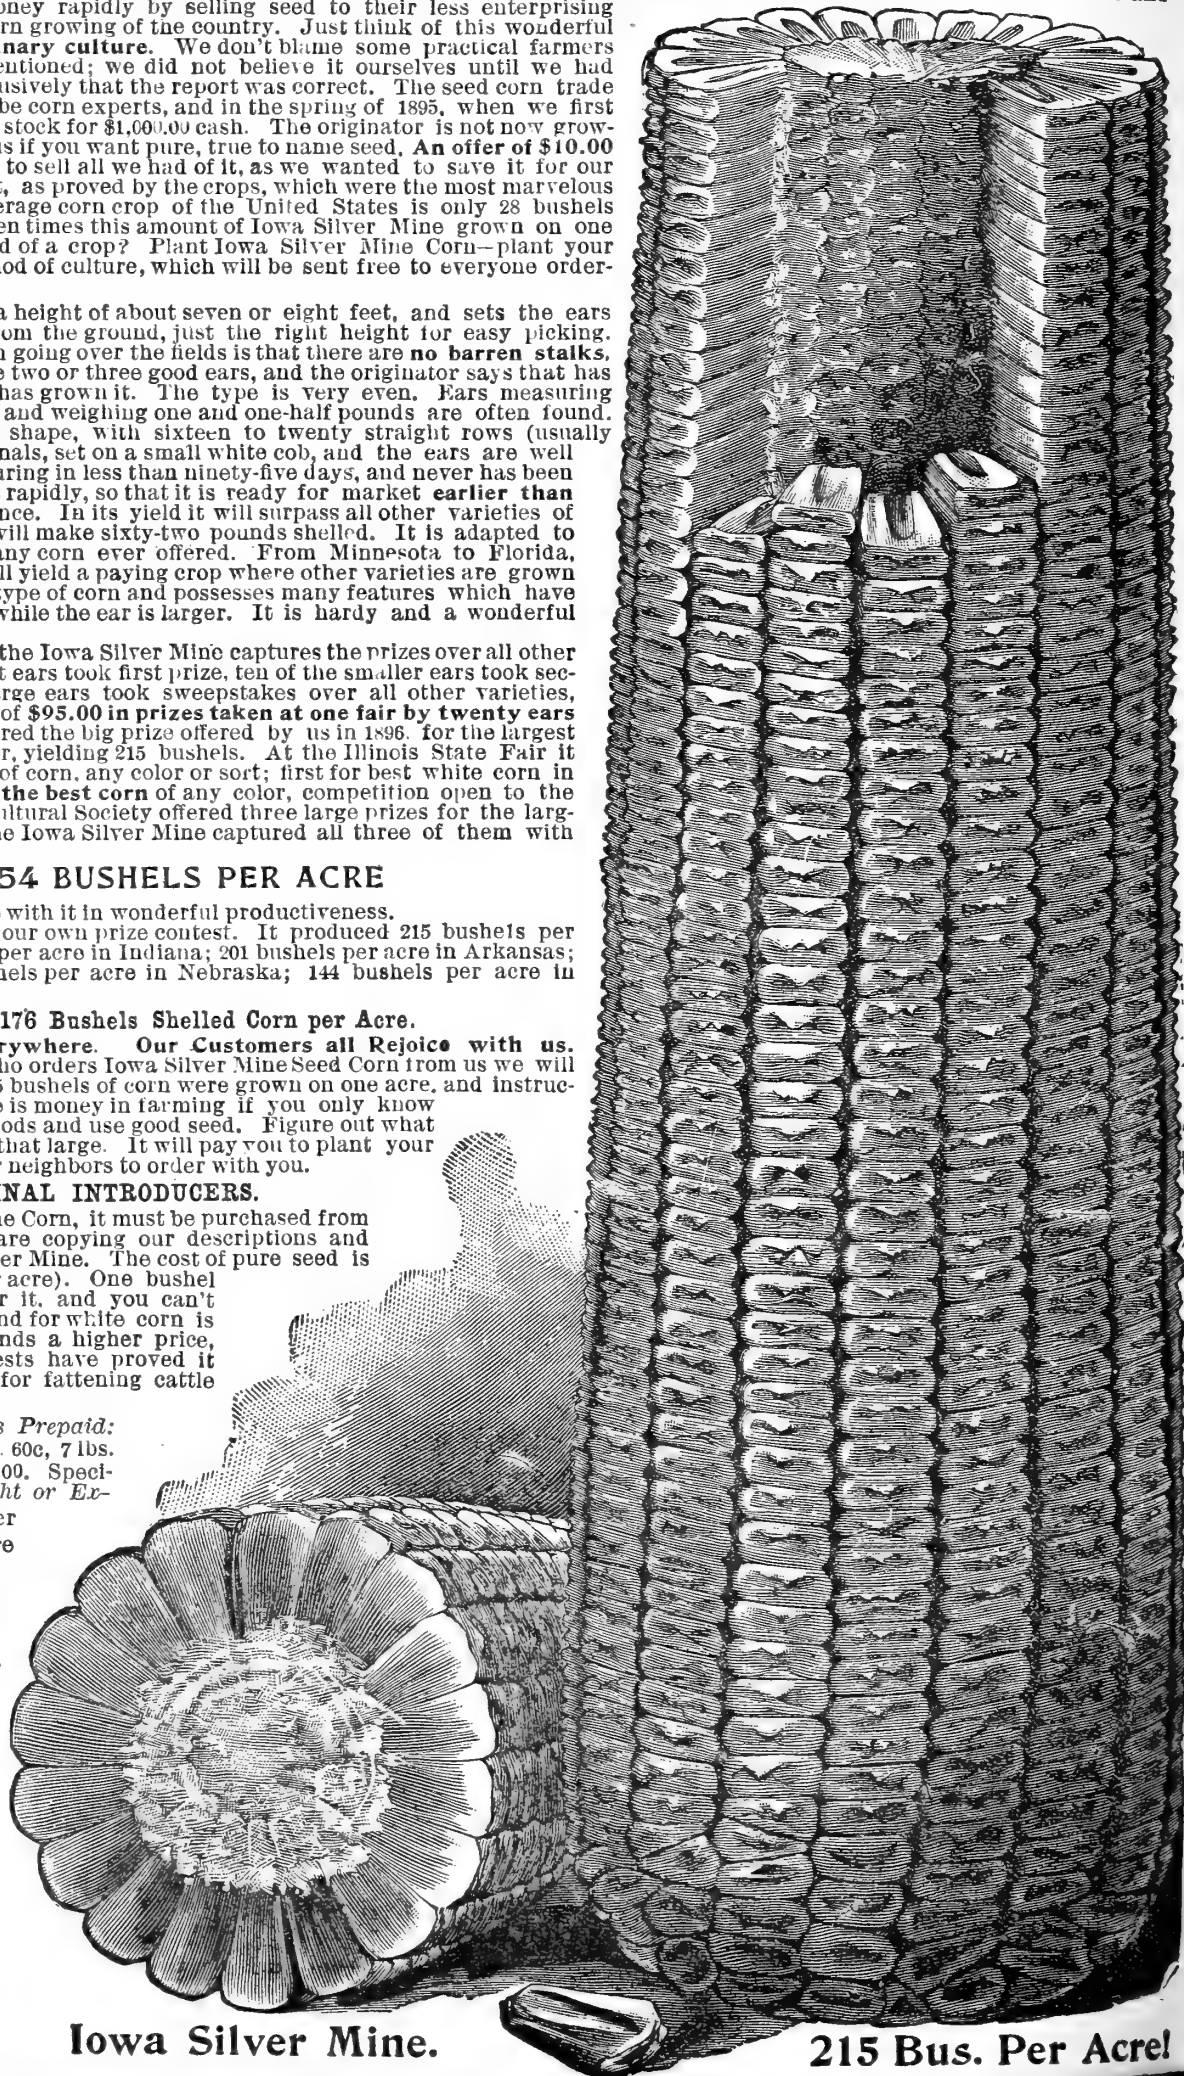 oney rapidly by selling seed to their less enterprising
rn growing of the country. Just think of this wonderful
nary culture. We don't blame some practical farmers
entioned; we did not believe it ourselves until we had
usively that the report was correct. The seed corn trade
be corn experts, and in the spring of 1895, when we first
stock for $1,000.00 cash. The originator is not now grow-
is if you want pure, true to name seed. An offer of $10.00
to sell all we had of it, as we wanted to save it for our
, as proved by the crops, which were the most marvelous
erage corn crop of the United States is only 28 bushels
en times this amount of Iowa Silver Mine grown on one
d of a crop? Plant Iowa Silver Mine Corn—plant your
od of culture, which will be sent free to everyone order-
a height of about seven or eight feet, and sets the ears
om the ground, just the right height for easy picking.
n going over the fields is that there are no barren stalks.
e two or three good ears, and the originator says that has
has grown it. The type is very even. Ears measuring
and weighing one and one-half pounds are often found.
shape, with sixteen to twenty straight rows (usually
nals, set on a small white cob, and the ears are well
uring in less than ninety-five days, and never has been
rapidly, so that it is ready for market earlier than
nce. In its yield it will surpass all other varieties of
will make sixty-two pounds shelled. It is adapted to
any corn ever offered. From Minnesota to Florida,
ll yield a paying crop where other varieties are grown
type of corn and possesses many features which have
while the ear is larger. It is hardy and a wonderful
the Iowa Silver Mine captures the prizes over all other
t ears took first prize, ten of the smaller ears took sec-
rge ears took sweepstakes over all other varieties,
of $95.00 in prizes taken at one fair by twenty ears
red the big prize offered by us in 1896. for the largest
r, yielding 215 bushels. At the Illinois State Fair it
of corn, any color or sort; first for best white corn in
the best corn of any color, competition open to the
ultural Society offered three large prizes for the larg-
ne Iowa Silver Mine captured all three of them with
54 BUSHELS PER ACRE
with it in wonderful productiveness.
our own prize contest. It produced 215 bushels per
per acre in Indiana; 201 bushels per acre in Arkansas;
hels per acre in Nebraska; 144 bushels per acre in
176 Bushels Shelled Corn per Acre.
rywhere. Our Customers all Rejoice with us.
ho orders Iowa Silver Mine Seed Corn from us we will
5 bushels of corn were grown on one acre, and instruc-
e is money in farming if you only know
ods and use good seed. Figure out what
that large. It will pay you to plant your
r neighbors to order with you.
INAL INTRODUCERS.
ne Corn, it must be purchased from
are copying our descriptions and
er Mine. The cost of pure seed is
acre). One bushel
r it, and you can't
nd for white corn is
nds a higher price,
ests have proved it
for fattening cattle
s Prepaid:
. 60c, 7 lbs.
00. Speci-
ht or Ex-
er
re
Iowa Silver Mine.
215 Bus. Per Acre!